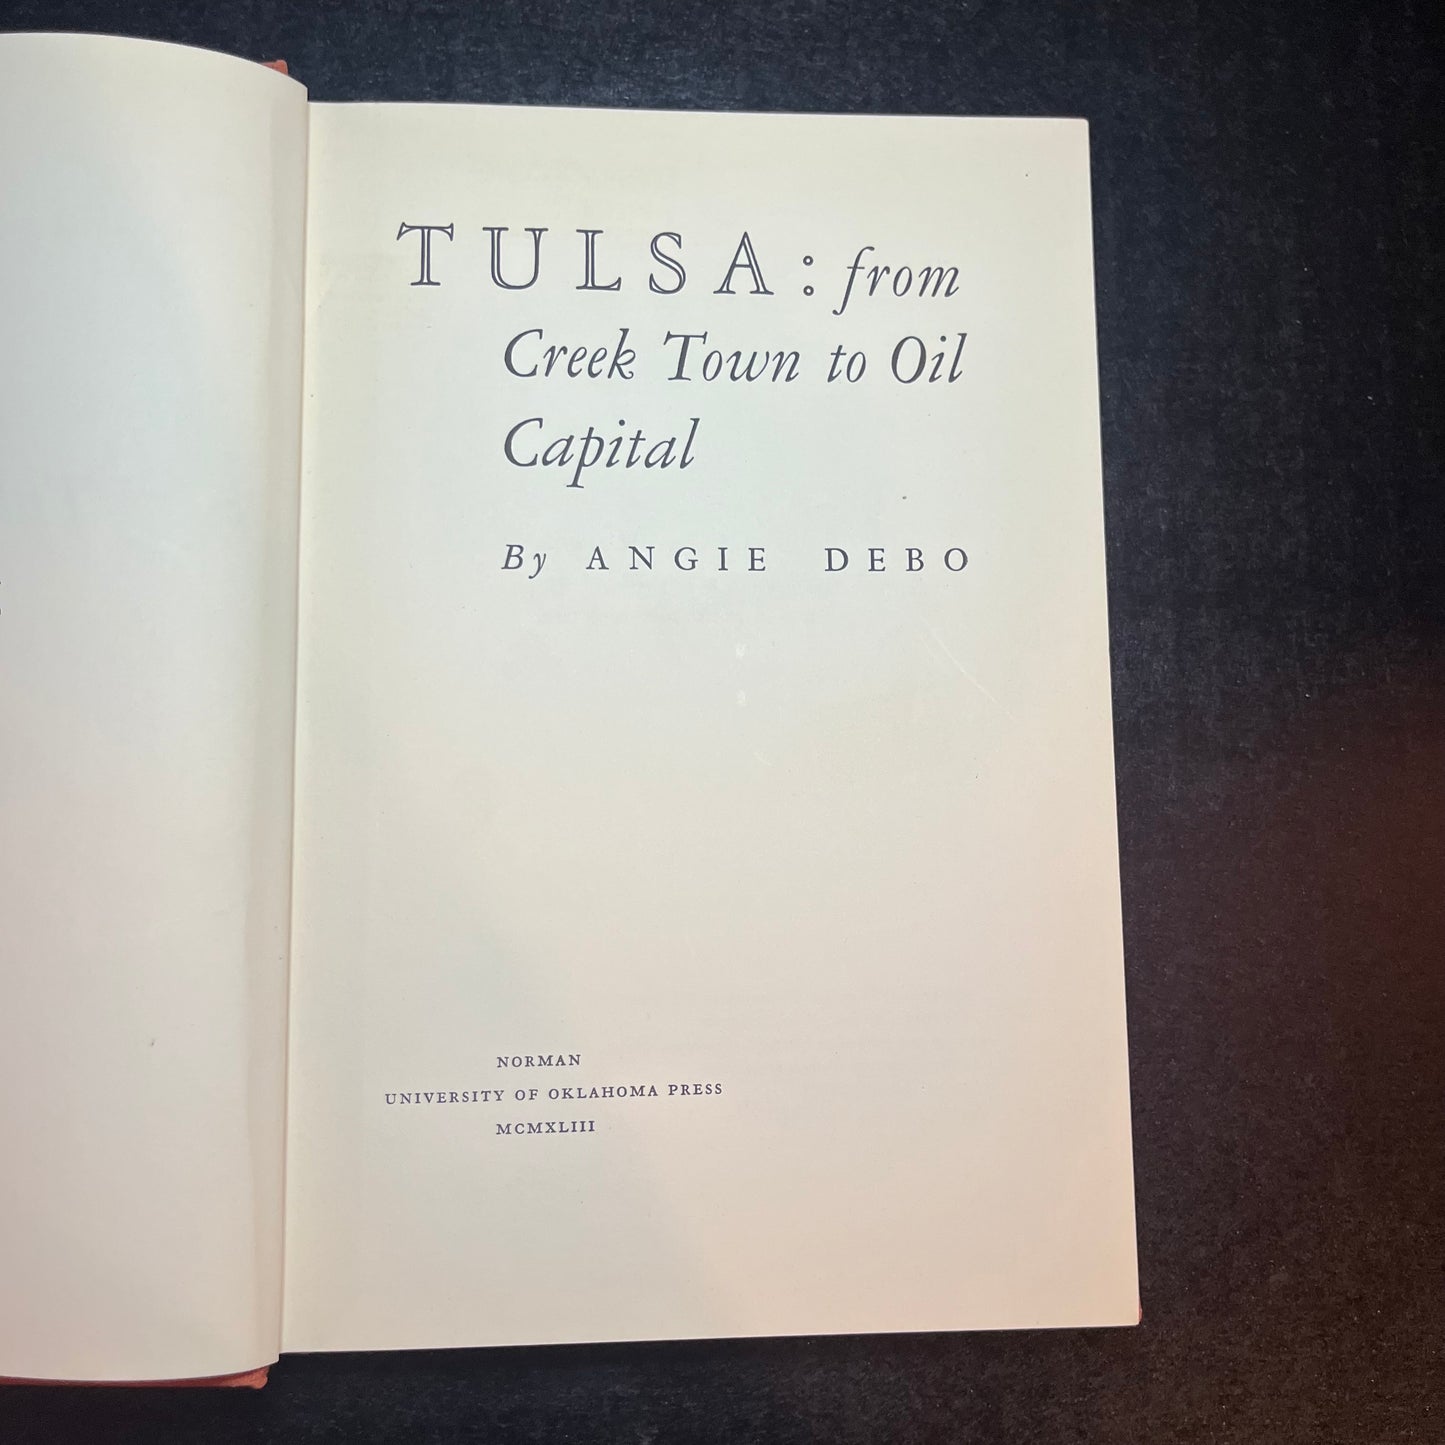 TULSA: from
Creek Town to Oil
Capital
By ANGIE DEBO
NORMAN
UNIVERSITY OF OKLAHOMA PRESS
MCMXLIII